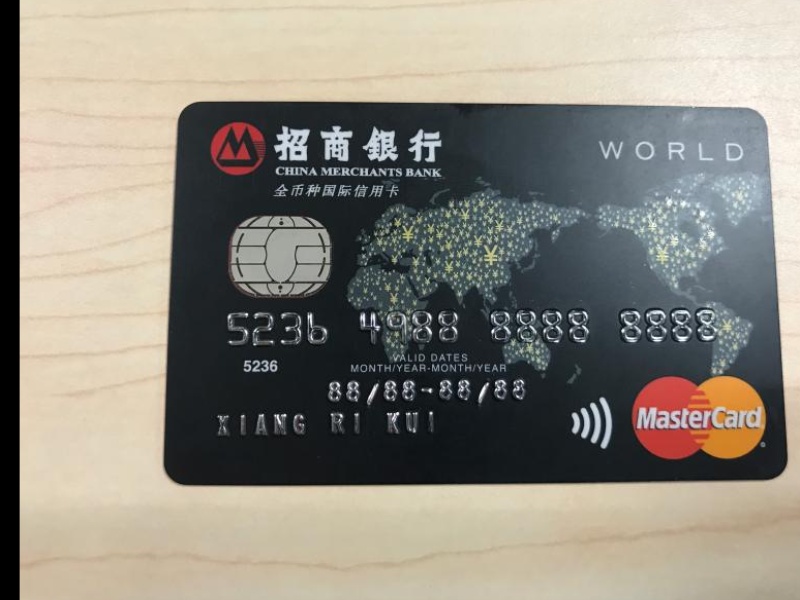 招商銀行
CHINA MERCHANTS BANK
全币种国际信用卡
WORLD
5236 4988 8888 8888
5236
VALID DATES
MONTH/YEAR-MONTH/YEAR
88/88-88/88
XIANG RI KUI
MasterCard